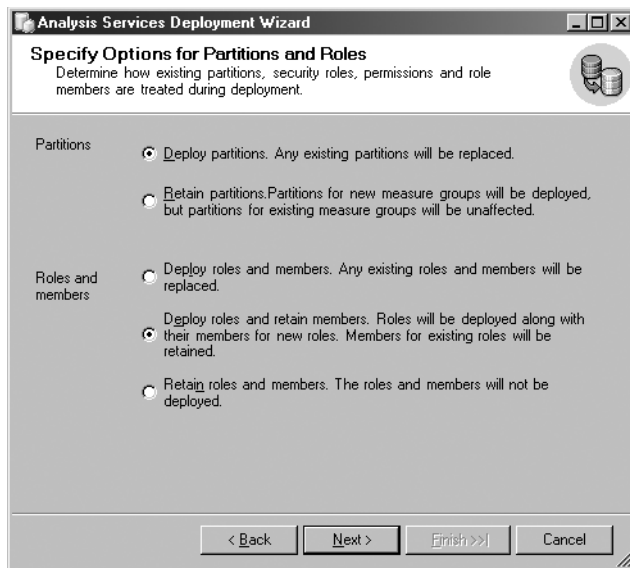 Analysis Services Deployment Wizard
Specify Options for Partitions and Roles
Determine how existing partitions, security roles, permissions and role
members are treated during deployment.
Partitions
Deploy partitions. Any existing partitions will be replaced.
Retain partitions.Partitions for new measure groups will be deployed,
but partitions for existing measure groups will be unaffected.
Roles and
members
Deploy roles and members. Any existing roles and members will be
replaced.
Deploy roles and retain members. Roles will be deployed along with
their members for new roles. Members for existing roles will be
retained.
Retain roles and members. The roles and members will not be
deployed.
< Back
Next >
Finish >>|
Cancel